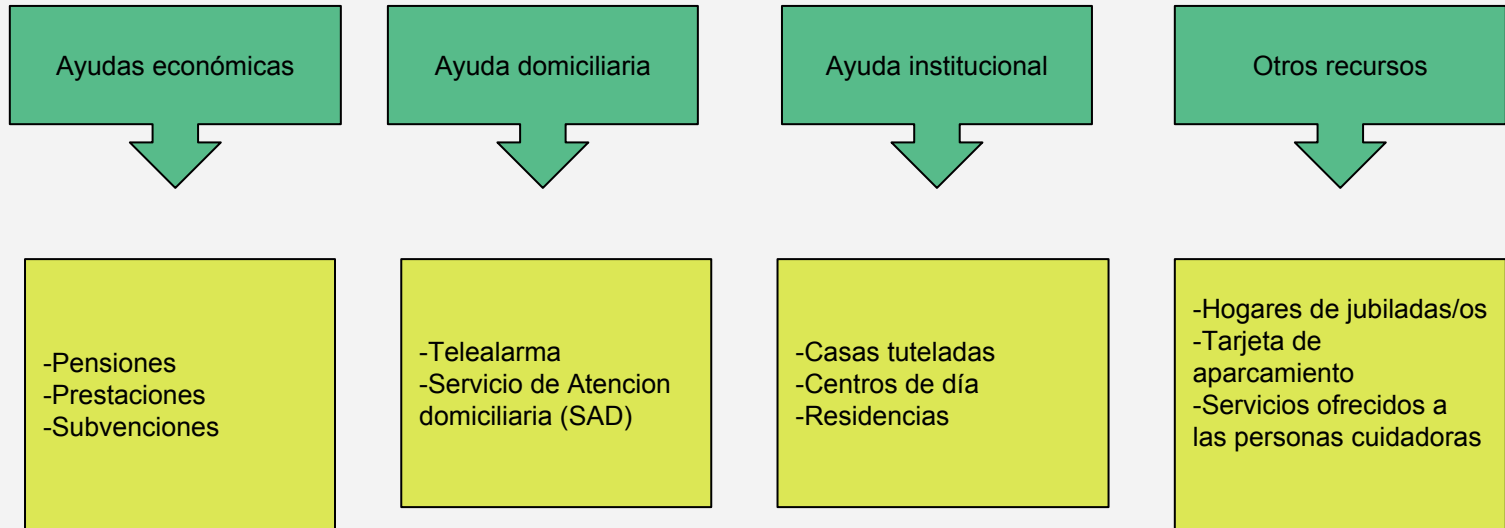 Ayudas económicas
Ayuda domiciliaria
Ayuda institucional
Otros recursos
-Pensiones
-Prestaciones
-Subvenciones
-Telealarma
-Servicio de Atencion
domiciliaria (SAD)
-Casas tuteladas
-Centros de día
-Residencias
-Hogares de jubiladas/os
-Tarjeta de
aparcamiento
-Servicios ofrecidos a
las personas cuidadoras